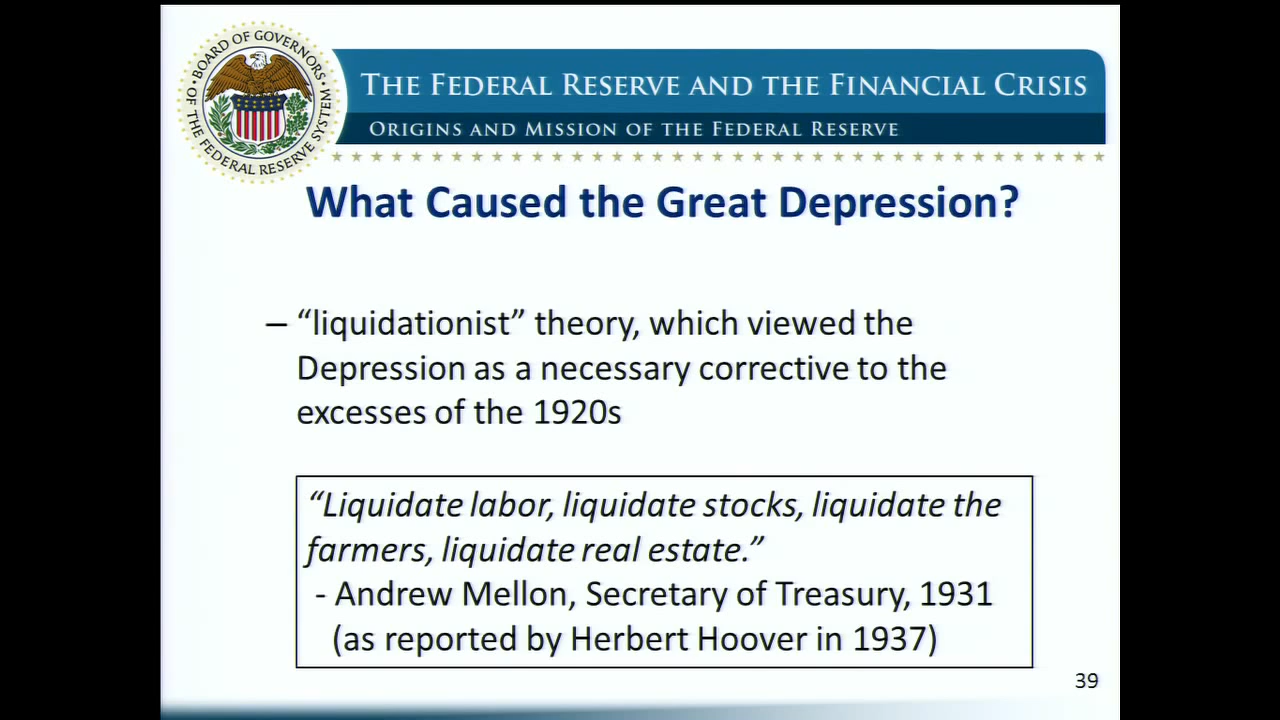 BOARD OF GOVERNORS
OF THE FEDERAL RESERVE SYSTEM
THE FEDERAL RESERVE AND THE FINANCIAL CRISIS
ORIGINS AND MISSION OF THE FEDERAL RESERVE
What Caused the Great Depression?
– “liquidationist” theory, which viewed the
Depression as a necessary corrective to the
excesses of the 1920s
“Liquidate labor, liquidate stocks, liquidate the
farmers, liquidate real estate.”
- Andrew Mellon, Secretary of Treasury, 1931
(as reported by Herbert Hoover in 1937)
39